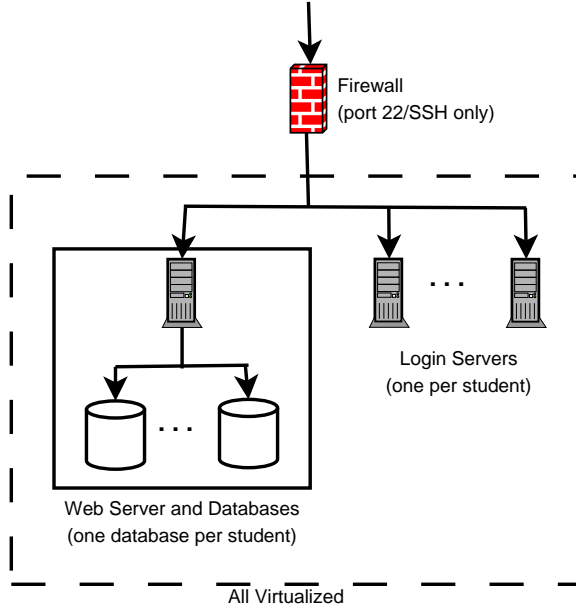 Firewall
(port 22/SSH only)
. . .
Login Servers
(one per student)
. . .
Web Server and Databases
(one database per student)
All Virtualized